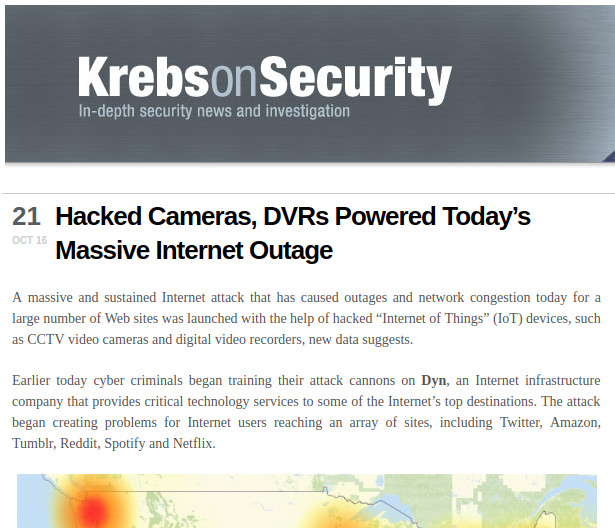 KrebsonSecurity
In-depth security news and investigation
21 Hacked Cameras, DVRs Powered Today’s
OCT 16 Massive Internet Outage
A massive and sustained Internet attack that has caused outages and network congestion today for a
large number of Web sites was launched with the help of hacked “Internet of Things” (IoT) devices, such
as CCTV video cameras and digital video recorders, new data suggests.
Earlier today cyber criminals began training their attack cannons on Dyn, an Internet infrastructure
company that provides critical technology services to some of the Internet’s top destinations. The attack
began creating problems for Internet users reaching an array of sites, including Twitter, Amazon,
Tumblr, Reddit, Spotify and Netflix.